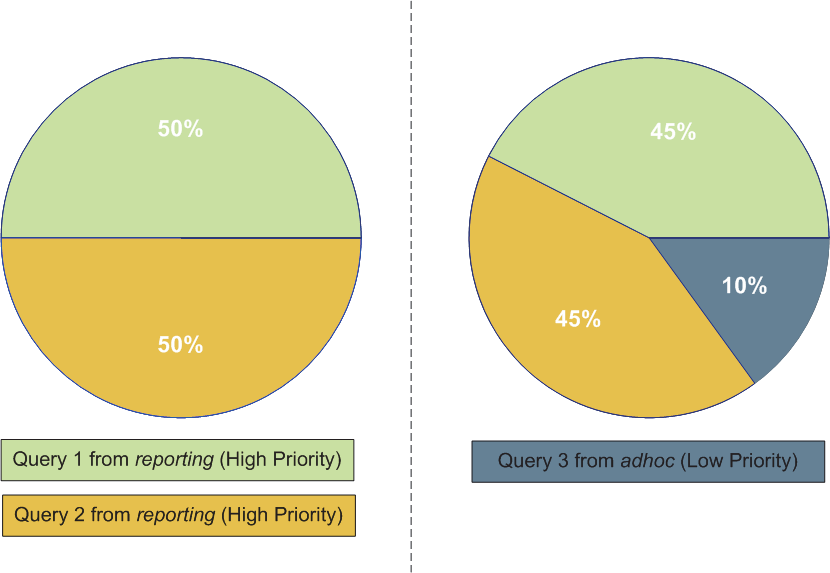 50%
50%
Query 1 from reporting (High Priority)
Query 2 from reporting (High Priority)
45%
45%
10%
Query 3 from adhoc (Low Priority)